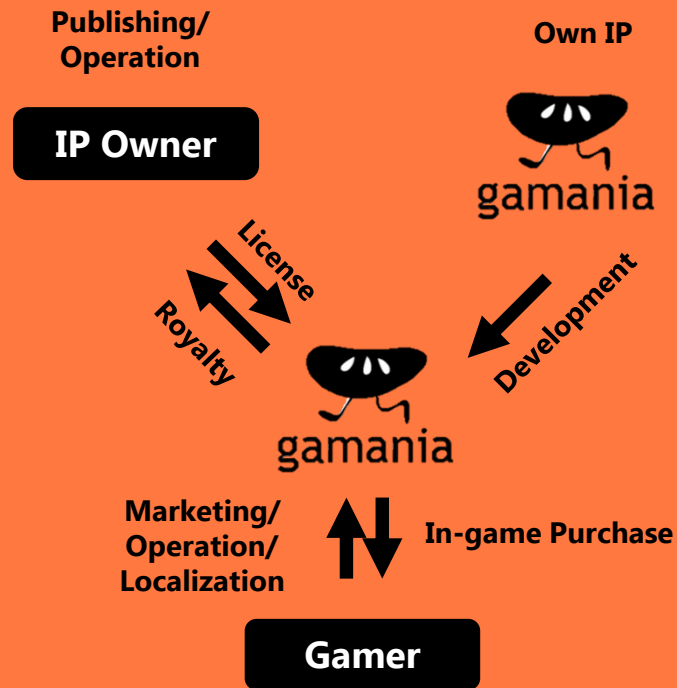 Publishing/
Operation
Own IP
IP Owner
gamania
License
Royalty
Development
gamania
Marketing/
Operation/
Localization
In-game Purchase
Gamer